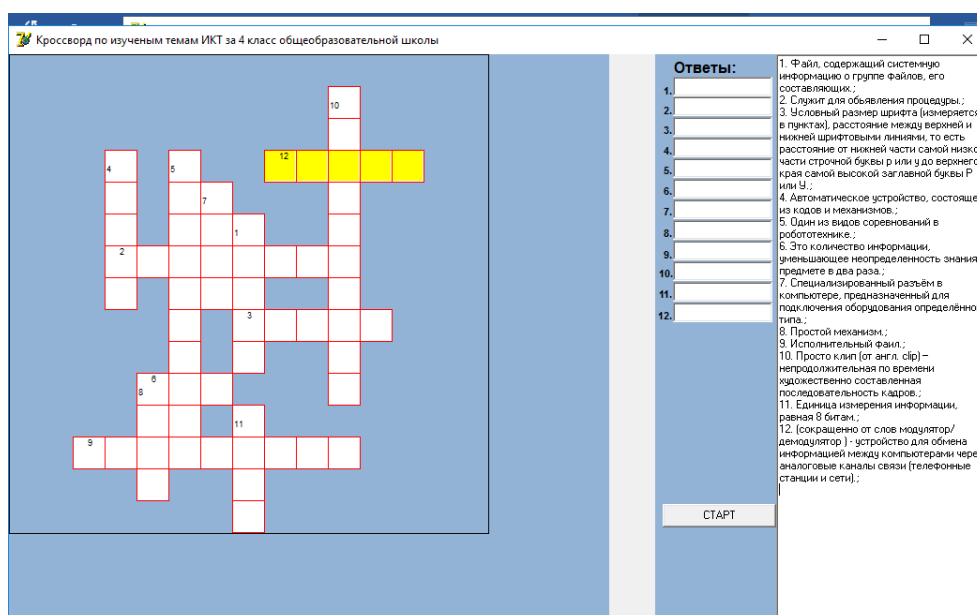 Кроссворд по изученым темам ИКТ за 4 класс общеобразовательной школы
10
12
4
5
7
1
2
3
6
8
11
9
Ответы:
1.
2.
3.
4.
5.
6.
7.
8.
9.
10.
11.
12.
СТАРТ
1. Файл, содержащий системную
информацию о группе файлов, его
составляющих.;
2. Служит для обьявления процедуры.;
3. Условный размер шрифта (измеряется
в пунктах), расстояние между верхней и
нижней шрифтовыми линиями, то есть
расстояние от нижней части самой низко
части строчной буквы р или у до верхнего
края самой высокой заглавной буквы Р
или У.;
4. Автоматическое устройство, состояще
из кодов и механизмов.;
5. Один из видов соревнований в
робототехнике.;
6. Это количество информации,
уменьшающее неопределенность знания
предмете в два раза.;
7. Специализированный разъём в
компьютере, предназначенный для
подключения оборудования определённо
типа.;
8. Простой механизм.;
9. Исполнительный фаил.;
10. Просто клип (от англ. clip) –
непродолжительная по времени
художественно составленная
последовательность кадров.;
11. Единица измерения информации,
равная 8 битам.;
12. (сокращенно от слов модулятор/
демодулятор ) - устройство для обмена
информацией между компьютерами чере
аналоговые каналы связи (телефонные
станции и сети).;